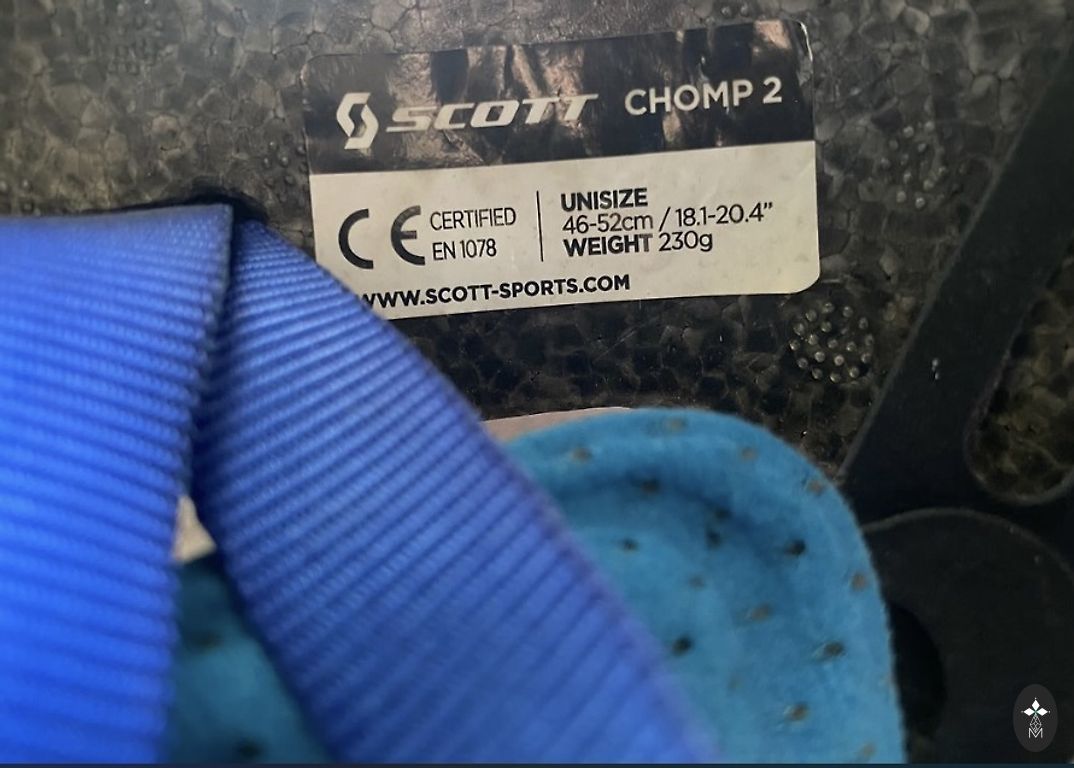 SCOTT CHOMP 2
CE CERTIFIED
EN 1078
UNISIZE
46-52cm / 18.1-20.4”
WEIGHT 230g
WWW.SCOTT-SPORTS.COM
M